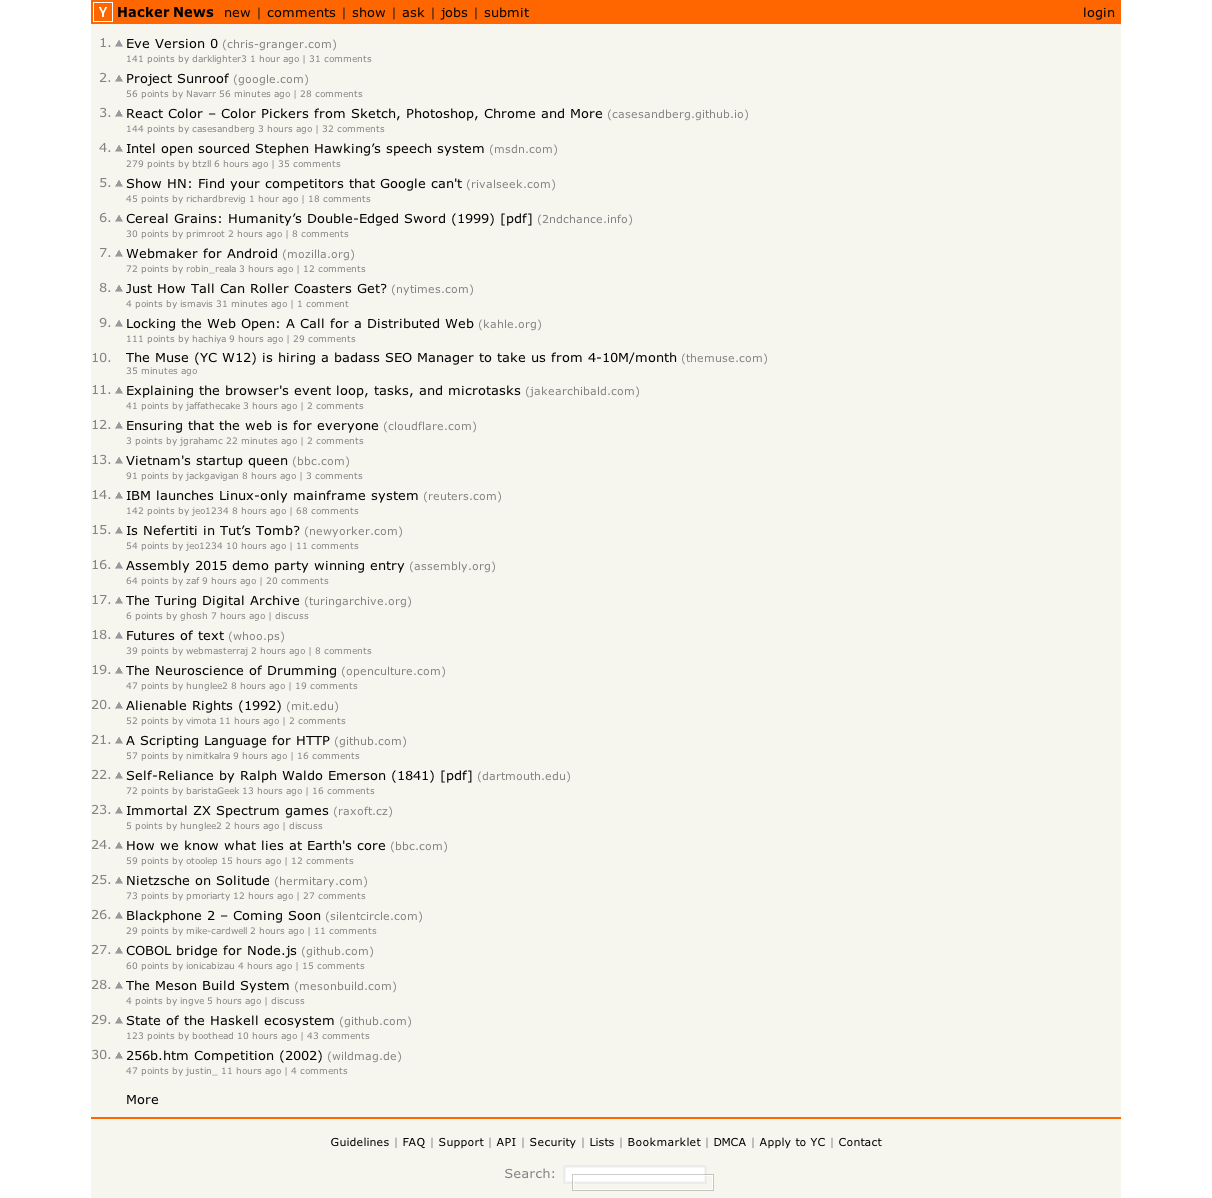 Y Hacker News new | comments | show | ask | jobs | submit login
1. Eve Version 0 (chris-granger.com)
141 points by darklighter3 1 hour ago | 31 comments
2. Project Sunroof (google.com)
56 points by Navarr 56 minutes ago | 28 comments
3. React Color – Color Pickers from Sketch, Photoshop, Chrome and More (casesandberg.github.io)
144 points by casesandberg 3 hours ago | 32 comments
4. Intel open sourced Stephen Hawking’s speech system (msdn.com)
279 points by btzll 6 hours ago | 35 comments
5. Show HN: Find your competitors that Google can't (rivalseek.com)
45 points by richardbrevig 1 hour ago | 18 comments
6. Cereal Grains: Humanity’s Double-Edged Sword (1999) [pdf] (2ndchance.info)
30 points by primroot 2 hours ago | 8 comments
7. Webmaker for Android (mozilla.org)
72 points by robin_reala 3 hours ago | 12 comments
8. Just How Tall Can Roller Coasters Get? (nytimes.com)
4 points by ismavis 31 minutes ago | 1 comment
9. Locking the Web Open: A Call for a Distributed Web (kahle.org)
111 points by hachiya 9 hours ago | 29 comments
10. The Muse (YC W12) is hiring a badass SEO Manager to take us from 4-10M/month (themuse.com)
35 minutes ago
11. Explaining the browser's event loop, tasks, and microtasks (jakearchibald.com)
41 points by jaffathecake 3 hours ago | 2 comments
12. Ensuring that the web is for everyone (cloudflare.com)
3 points by jgrahamc 22 minutes ago | 2 comments
13. Vietnam's startup queen (bbc.com)
91 points by jackgavigan 8 hours ago | 3 comments
14. IBM launches Linux-only mainframe system (reuters.com)
142 points by jeo1234 8 hours ago | 68 comments
15. Is Nefertiti in Tut’s Tomb? (newyorker.com)
54 points by jeo1234 10 hours ago | 11 comments
16. Assembly 2015 demo party winning entry (assembly.org)
64 points by zaf 9 hours ago | 20 comments
17. The Turing Digital Archive (turingarchive.org)
6 points by ghosh 7 hours ago | discuss
18. Futures of text (whoo.ps)
39 points by webmasterraj 2 hours ago | 8 comments
19. The Neuroscience of Drumming (openculture.com)
47 points by hunglee2 8 hours ago | 19 comments
20. Alienable Rights (1992) (mit.edu)
52 points by vimota 11 hours ago | 2 comments
21. A Scripting Language for HTTP (github.com)
57 points by nimitkalra 9 hours ago | 16 comments
22. Self-Reliance by Ralph Waldo Emerson (1841) [pdf] (dartmouth.edu)
72 points by baristaGeek 13 hours ago | 16 comments
23. Immortal ZX Spectrum games (raxoft.cz)
5 points by hunglee2 2 hours ago | discuss
24. How we know what lies at Earth's core (bbc.com)
59 points by otoolep 15 hours ago | 12 comments
25. Nietzsche on Solitude (hermitary.com)
73 points by pmoriarty 12 hours ago | 27 comments
26. Blackphone 2 – Coming Soon (silentcircle.com)
29 points by mike-cardwell 2 hours ago | 11 comments
27. COBOL bridge for Node.js (github.com)
60 points by ionicabizau 4 hours ago | 15 comments
28. The Meson Build System (mesonbuild.com)
4 points by ingve 5 hours ago | discuss
29. State of the Haskell ecosystem (github.com)
123 points by boothead 10 hours ago | 43 comments
30. 256b.htm Competition (2002) (wildmag.de)
47 points by justin_ 11 hours ago | 4 comments
More
Guidelines | FAQ | Support | API | Security | Lists | Bookmarklet | DMCA | Apply to YC | Contact
Search: